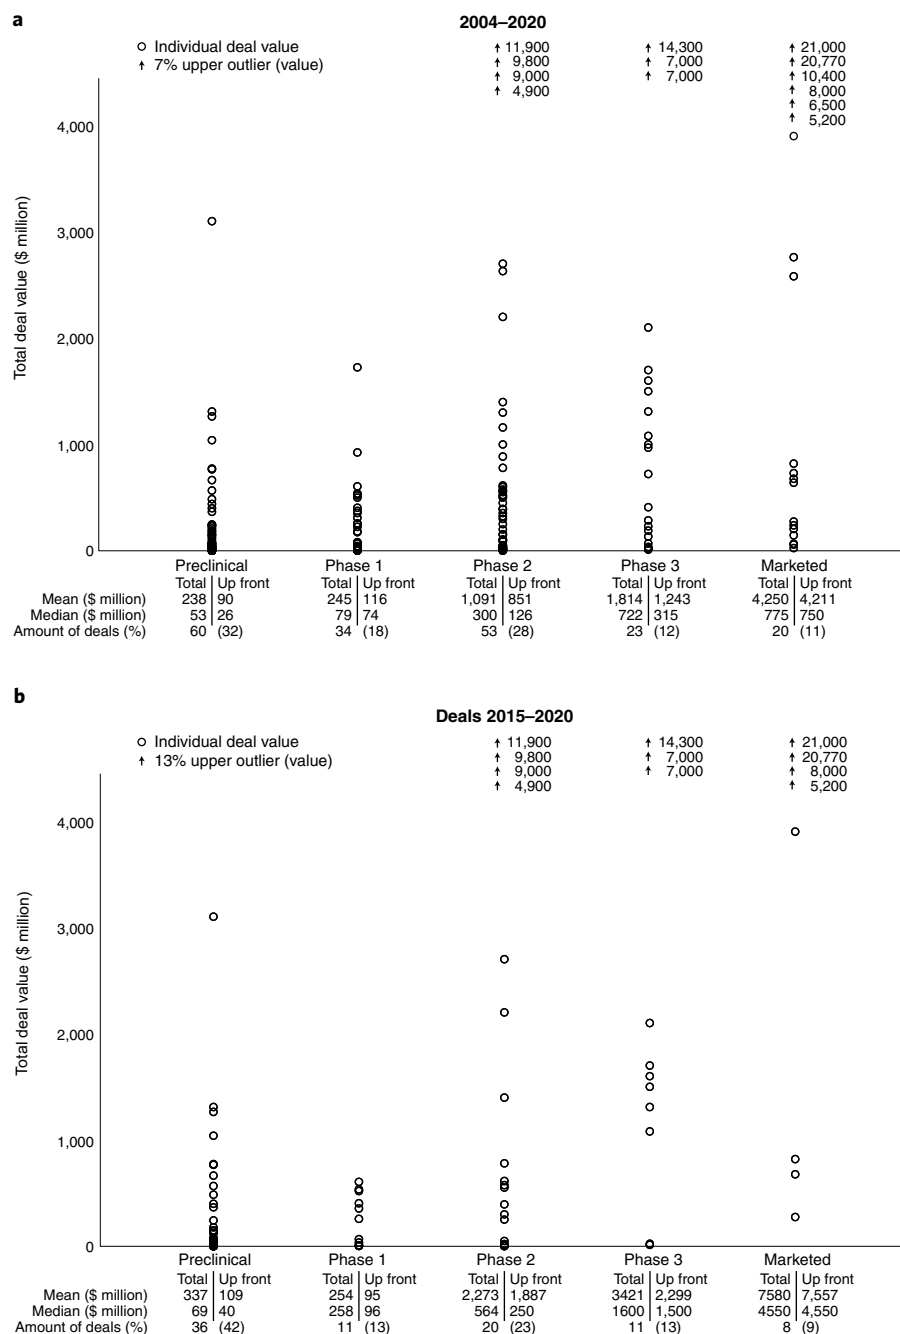 a
2004–2020
Individual deal value
7% upper outlier (value)
11,900
9,800
9,000
4,900
14,300
7,000
7,000
21,000
20,770
10,400
8,000
6,500
5,200
Total deal value ($ million)
4,000
3,000
2,000
1,000
0
Preclinical Phase 1 Phase 2 Phase 3 Marketed
Total Up front Total Up front Total Up front Total Up front Total Up front
Mean ($ million) 238 90 245 116 1,091 851 1,814 1,243 4,250 4,211
Median ($ million) 53 26 79 74 300 126 722 315 775 750
Amount of deals (%) 60 (32) 34 (18) 53 (28) 23 (12) 20 (11)
b
Deals 2015–2020
Individual deal value
13% upper outlier (value)
11,900
9,800
9,000
4,900
14,300
7,000
7,000
21,000
20,770
8,000
5,200
Total deal value ($ million)
4,000
3,000
2,000
1,000
0
Preclinical Phase 1 Phase 2 Phase 3 Marketed
Total Up front Total Up front Total Up front Total Up front Total Up front
Mean ($ million) 337 109 254 95 2,273 1,887 3421 2,299 7580 7,557
Median ($ million) 69 40 258 96 564 250 1600 1,500 4550 4,550
Amount of deals (%) 36 (42) 11 (13) 20 (23) 11 (13) 8 (9)